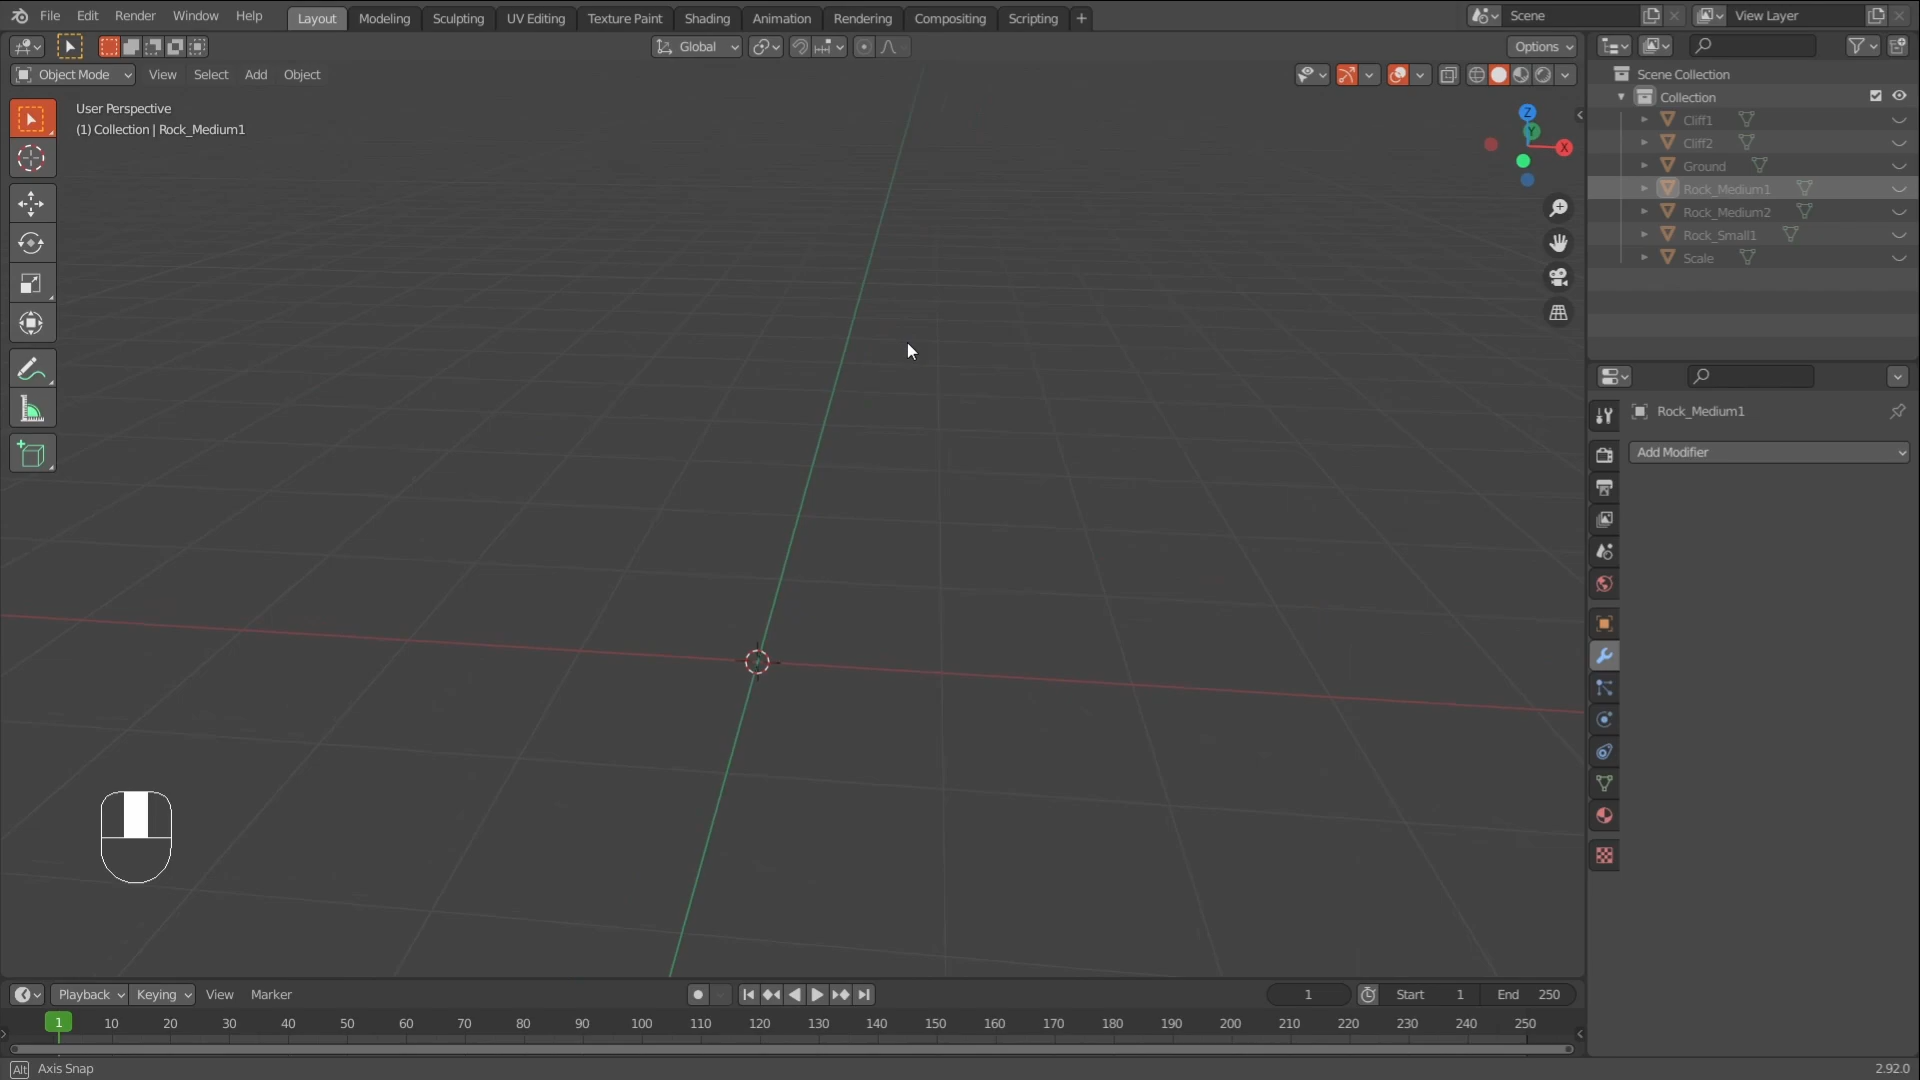 File Edit Render Window Help Layout Modeling Sculpting UV Editing Texture Paint Shading Animation Rendering Compositing Scripting + Scene View Layer
Global Options
Object Mode View Select Add Object
User Perspective
(1) Collection | Rock_Medium1
Z
Y
X
Scene Collection
Collection
Cliff1
Cliff2
Ground
Rock_Medium1
Rock_Medium2
Rock_Small1
Scale
Rock_Medium1
Add Modifier
Playback Keying View Marker 1 Start 1 End 250
1 10 20 30 40 50 60 70 80 90 100 110 120 130 140 150 160 170 180 190 200 210 220 230 240 250
Alt Axis Snap 2.92.0